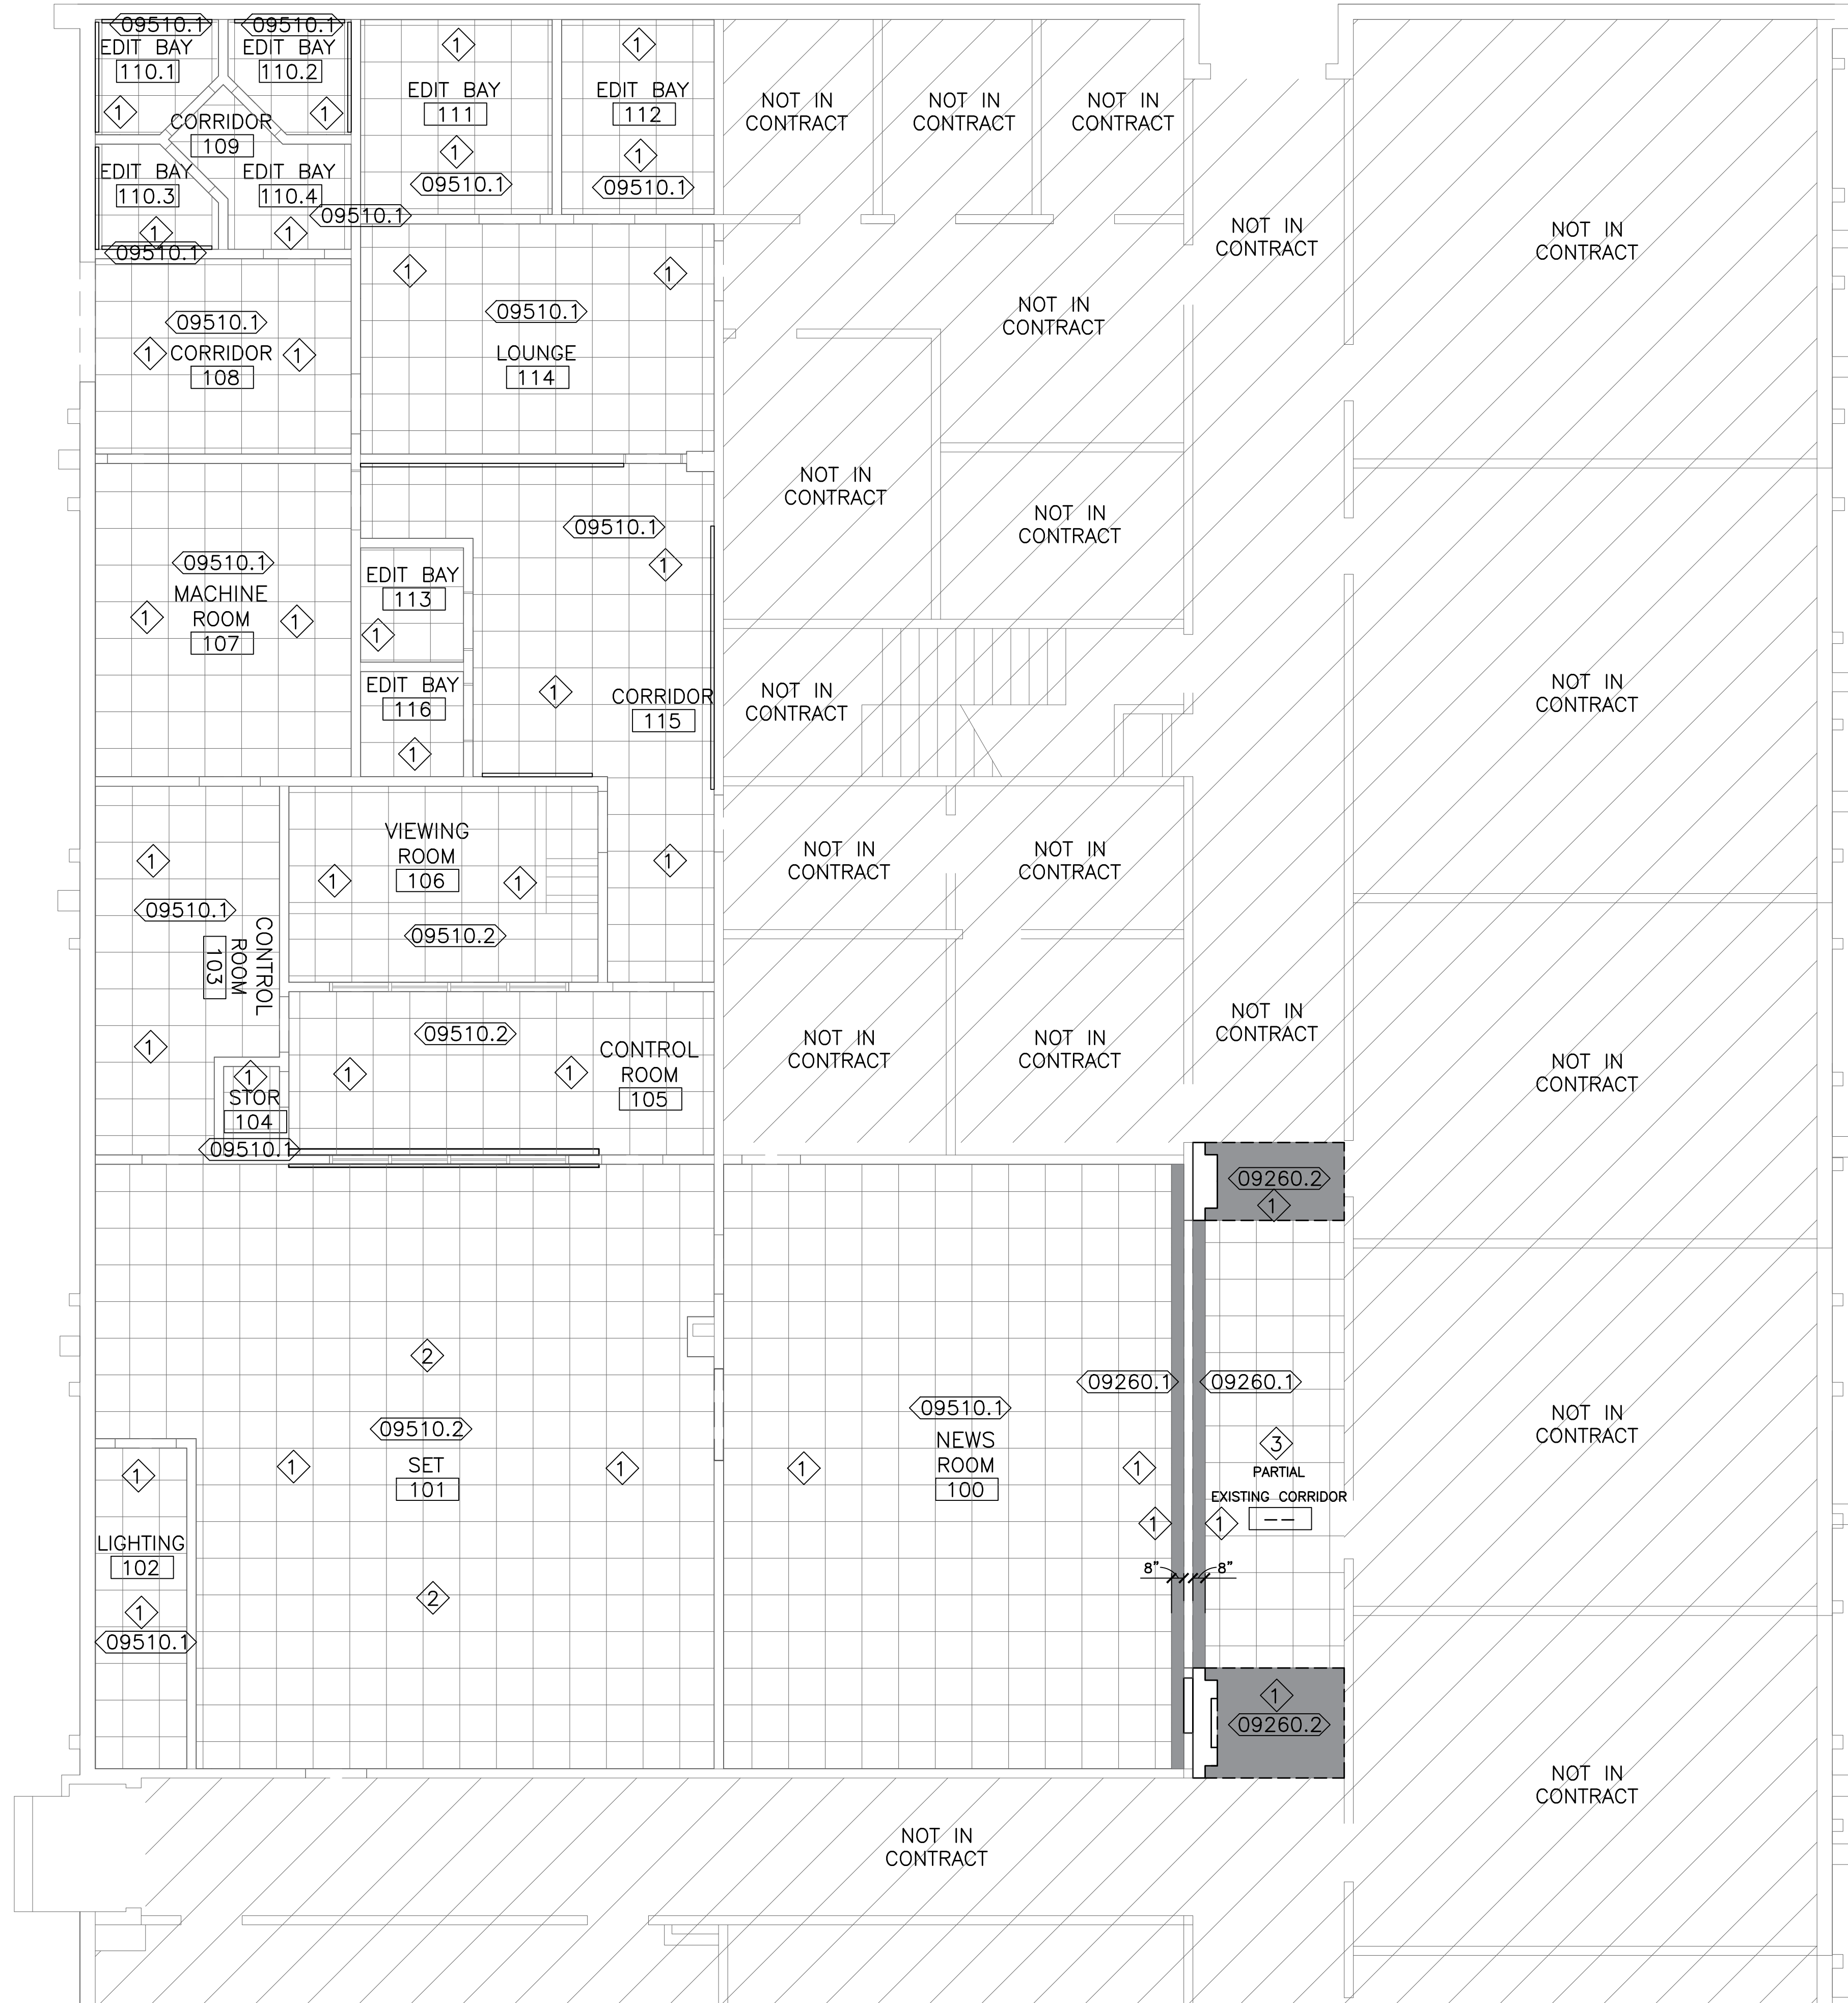 09510.1
09510.1
EDIT BAY
110.1
1
EDIT BAY
110.2
1
CORRIDOR
109
EDIT BAY
110.3
1
09510.1
EDIT BAY
110.4
1
09510.1
1
EDIT BAY
111
1
09510.1
1
EDIT BAY
112
1
09510.1
NOT IN
CONTRACT
NOT IN
CONTRACT
NOT IN
CONTRACT
NOT IN
CONTRACT
NOT IN
CONTRACT
09510.1
1
CORRIDOR
1
108
1
1
09510.1
LOUNGE
114
NOT IN
CONTRACT
NOT IN
CONTRACT
NOT IN
CONTRACT
09510.1
MACHINE
ROOM
107
1
1
EDIT BAY
113
1
EDIT BAY
116
1
09510.1
1
1
CORRIDOR
115
1
NOT IN
CONTRACT
NOT IN
CONTRACT
VIEWING
ROOM
106
1
1
09510.2
1
09510.1
CONTROL
ROOM
103
1
NOT IN
CONTRACT
NOT IN
CONTRACT
09510.2
1
1
CONTROL
ROOM
105
1
STOR
104
09510.1
NOT IN
CONTRACT
NOT IN
CONTRACT
NOT IN
CONTRACT
NOT IN
CONTRACT
09260.2
1
2
09510.2
SET
101
1
1
2
09510.1
NEWS
ROOM
100
1
1
09260.1
09260.1
1
1
3
PARTIAL
EXISTING CORRIDOR
--
8"
8"
1
LIGHTING
102
1
09510.1
1
09260.2
NOT IN
CONTRACT
NOT IN
CONTRACT
NOT IN
CONTRACT